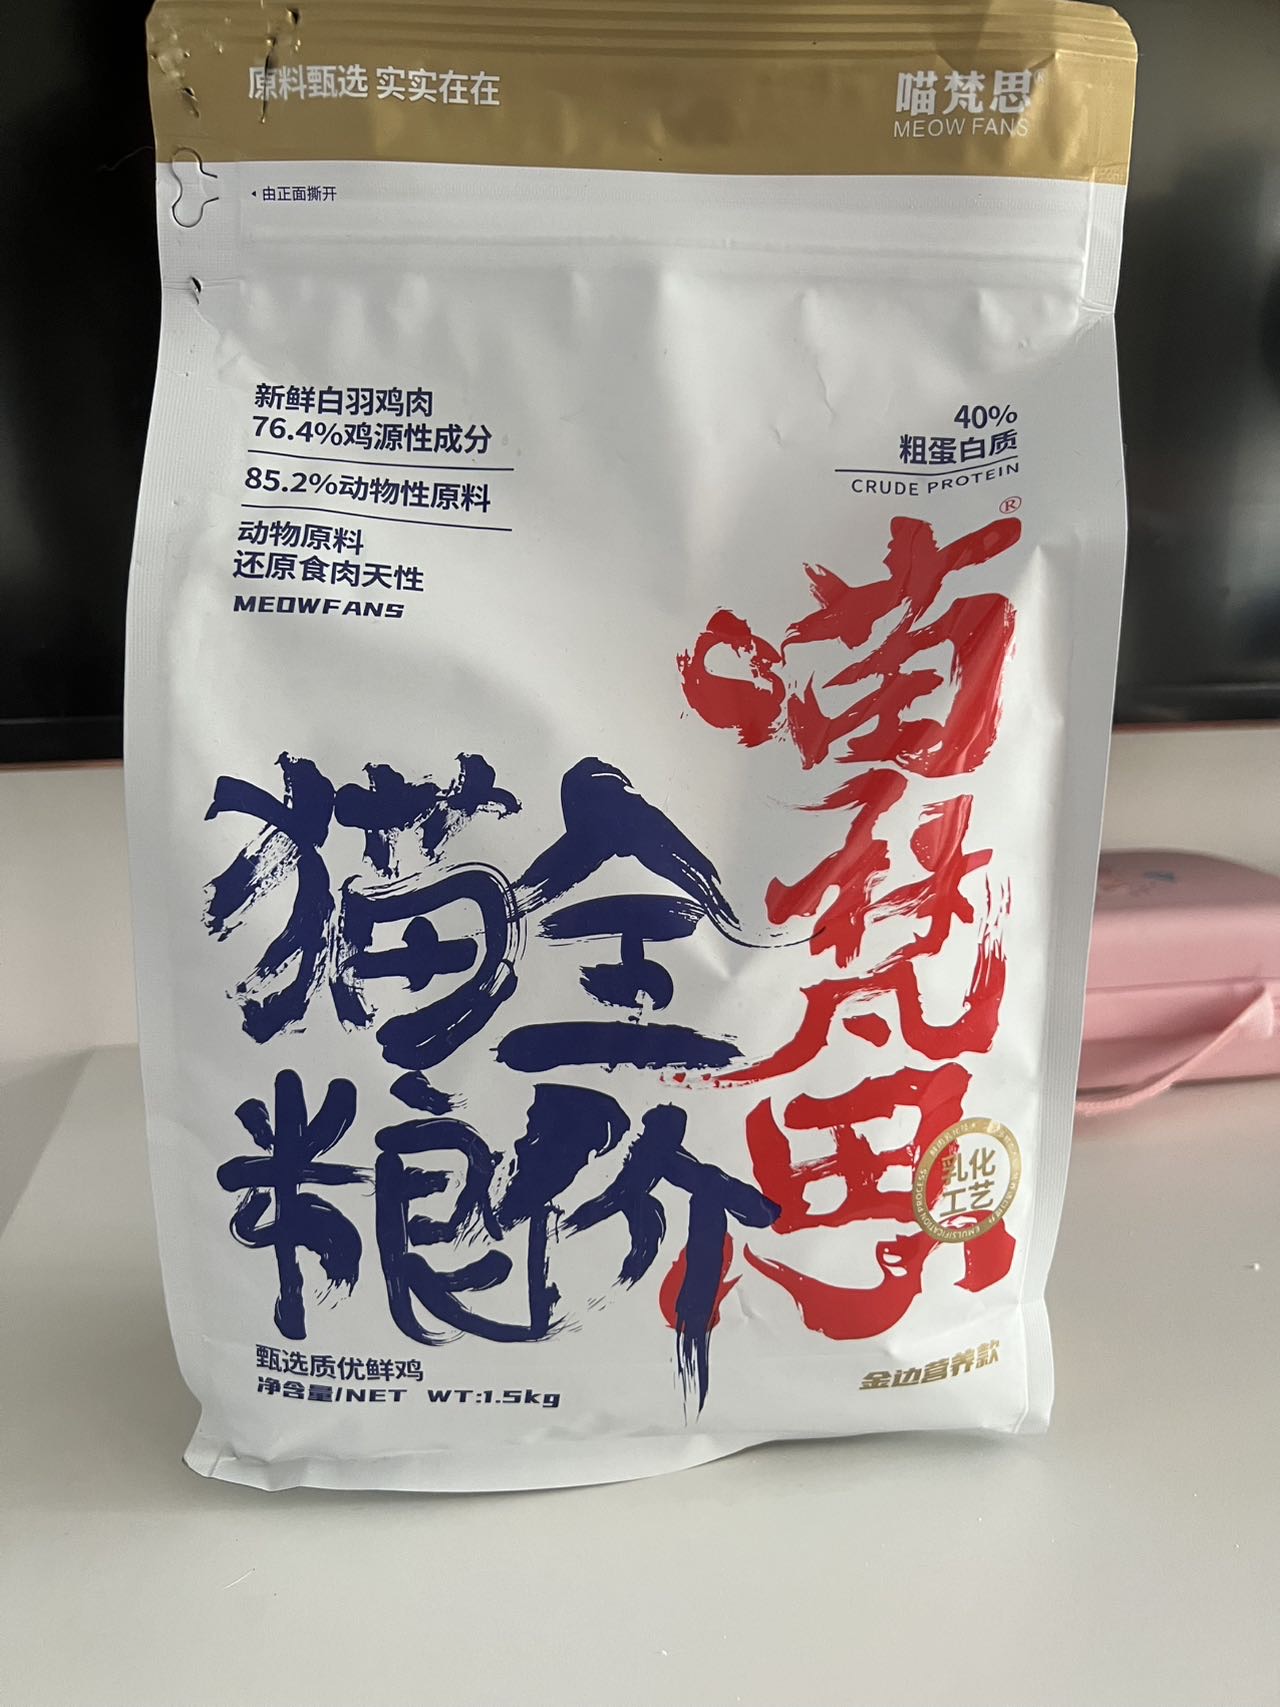 原料甄选 实实在在
喵梵思®
MEOW FANS
由正面撕开
新鲜白羽鸡肉
76.4%鸡源性成分
85.2%动物性原料
动物原料
还原食肉天性
MEOWFANS
40%
粗蛋白质
CRUDE PROTEIN
喵梵思®
全价
猫粮
乳化
工艺
EMULSIFICATION PROCESS
甄选质优鲜鸡
净含量/NET WT:1.5kg
金边营养款